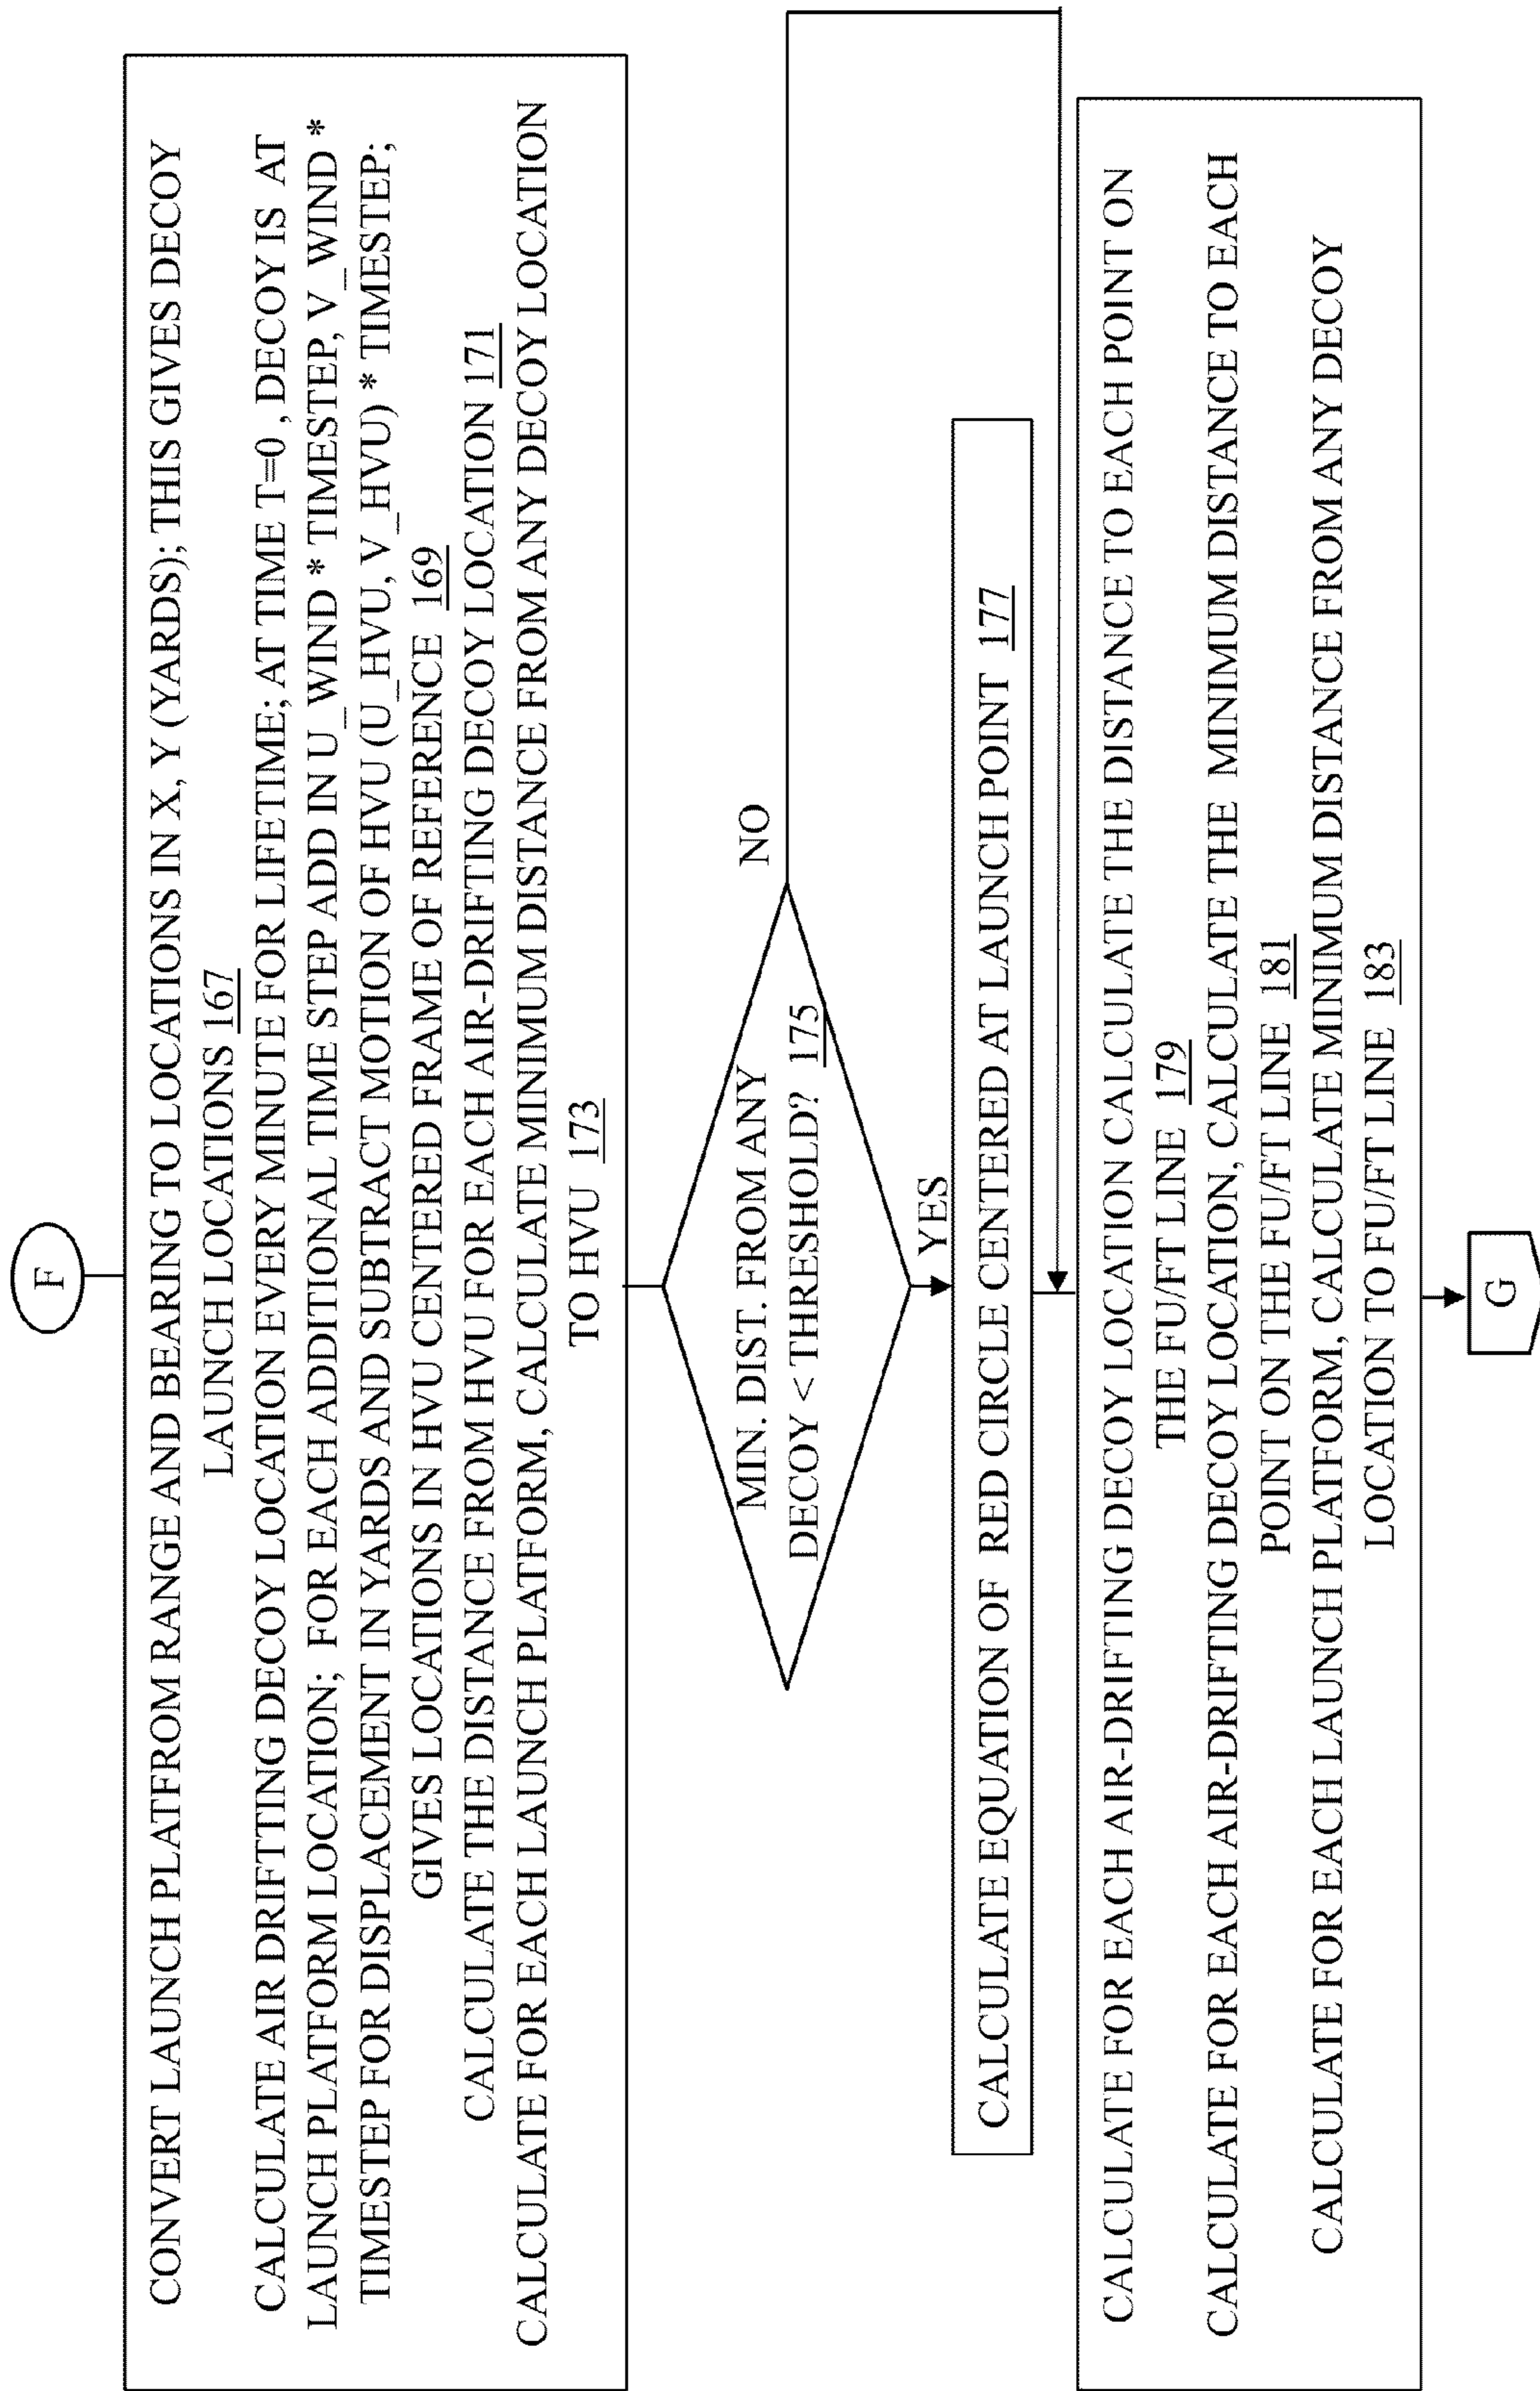 F
CONVERT LAUNCH PLATFROM RANGE AND BEARING TO LOCATIONS IN X, Y (YARDS); THIS GIVES DECOY
LAUNCH LOCATIONS 167
CALCULATE AIR DRIFTING DECOY LOCATION EVERY MINUTE FOR LIFETIME; AT TIME T=0 , DECOY IS AT
LAUNCH PLATFORM LOCATION; FOR EACH ADDITIONAL TIME STEP ADD IN U_WIND * TIMESTEP, V_WIND *
TIMESTEP FOR DISPLACEMENT IN YARDS AND SUBTRACT MOTION OF HVU (U_HVU, V_HVU) * TIMESTEP;
GIVES LOCATIONS IN HVU CENTERED FRAME OF REFERENCE 169
CALCULATE THE DISTANCE FROM HVU FOR EACH AIR-DRIFTING DECOY LOCATION 171
CALCULATE FOR EACH LAUNCH PLATFORM, CALCULATE MINIMUM DISTANCE FROM ANY DECOY LOCATION
TO HVU 173
MIN. DIST. FROM ANY
DECOY < THRESHOLD? 175
NO
YES
CALCULATE EQUATION OF RED CIRCLE CENTERED AT LAUNCH POINT 177
CALCULATE FOR EACH AIR-DRIFTING DECOY LOCATION CALCULATE THE DISTANCE TO EACH POINT ON
THE FU/FT LINE 179
CALCULATE FOR EACH AIR-DRIFTING DECOY LOCATION, CALCULATE THE MINIMUM DISTANCE TO EACH
POINT ON THE FU/FT LINE 181
CALCULATE FOR EACH LAUNCH PLATFORM, CALCULATE MINIMUM DISTANCE FROM ANY DECOY
LOCATION TO FU/FT LINE 183
G